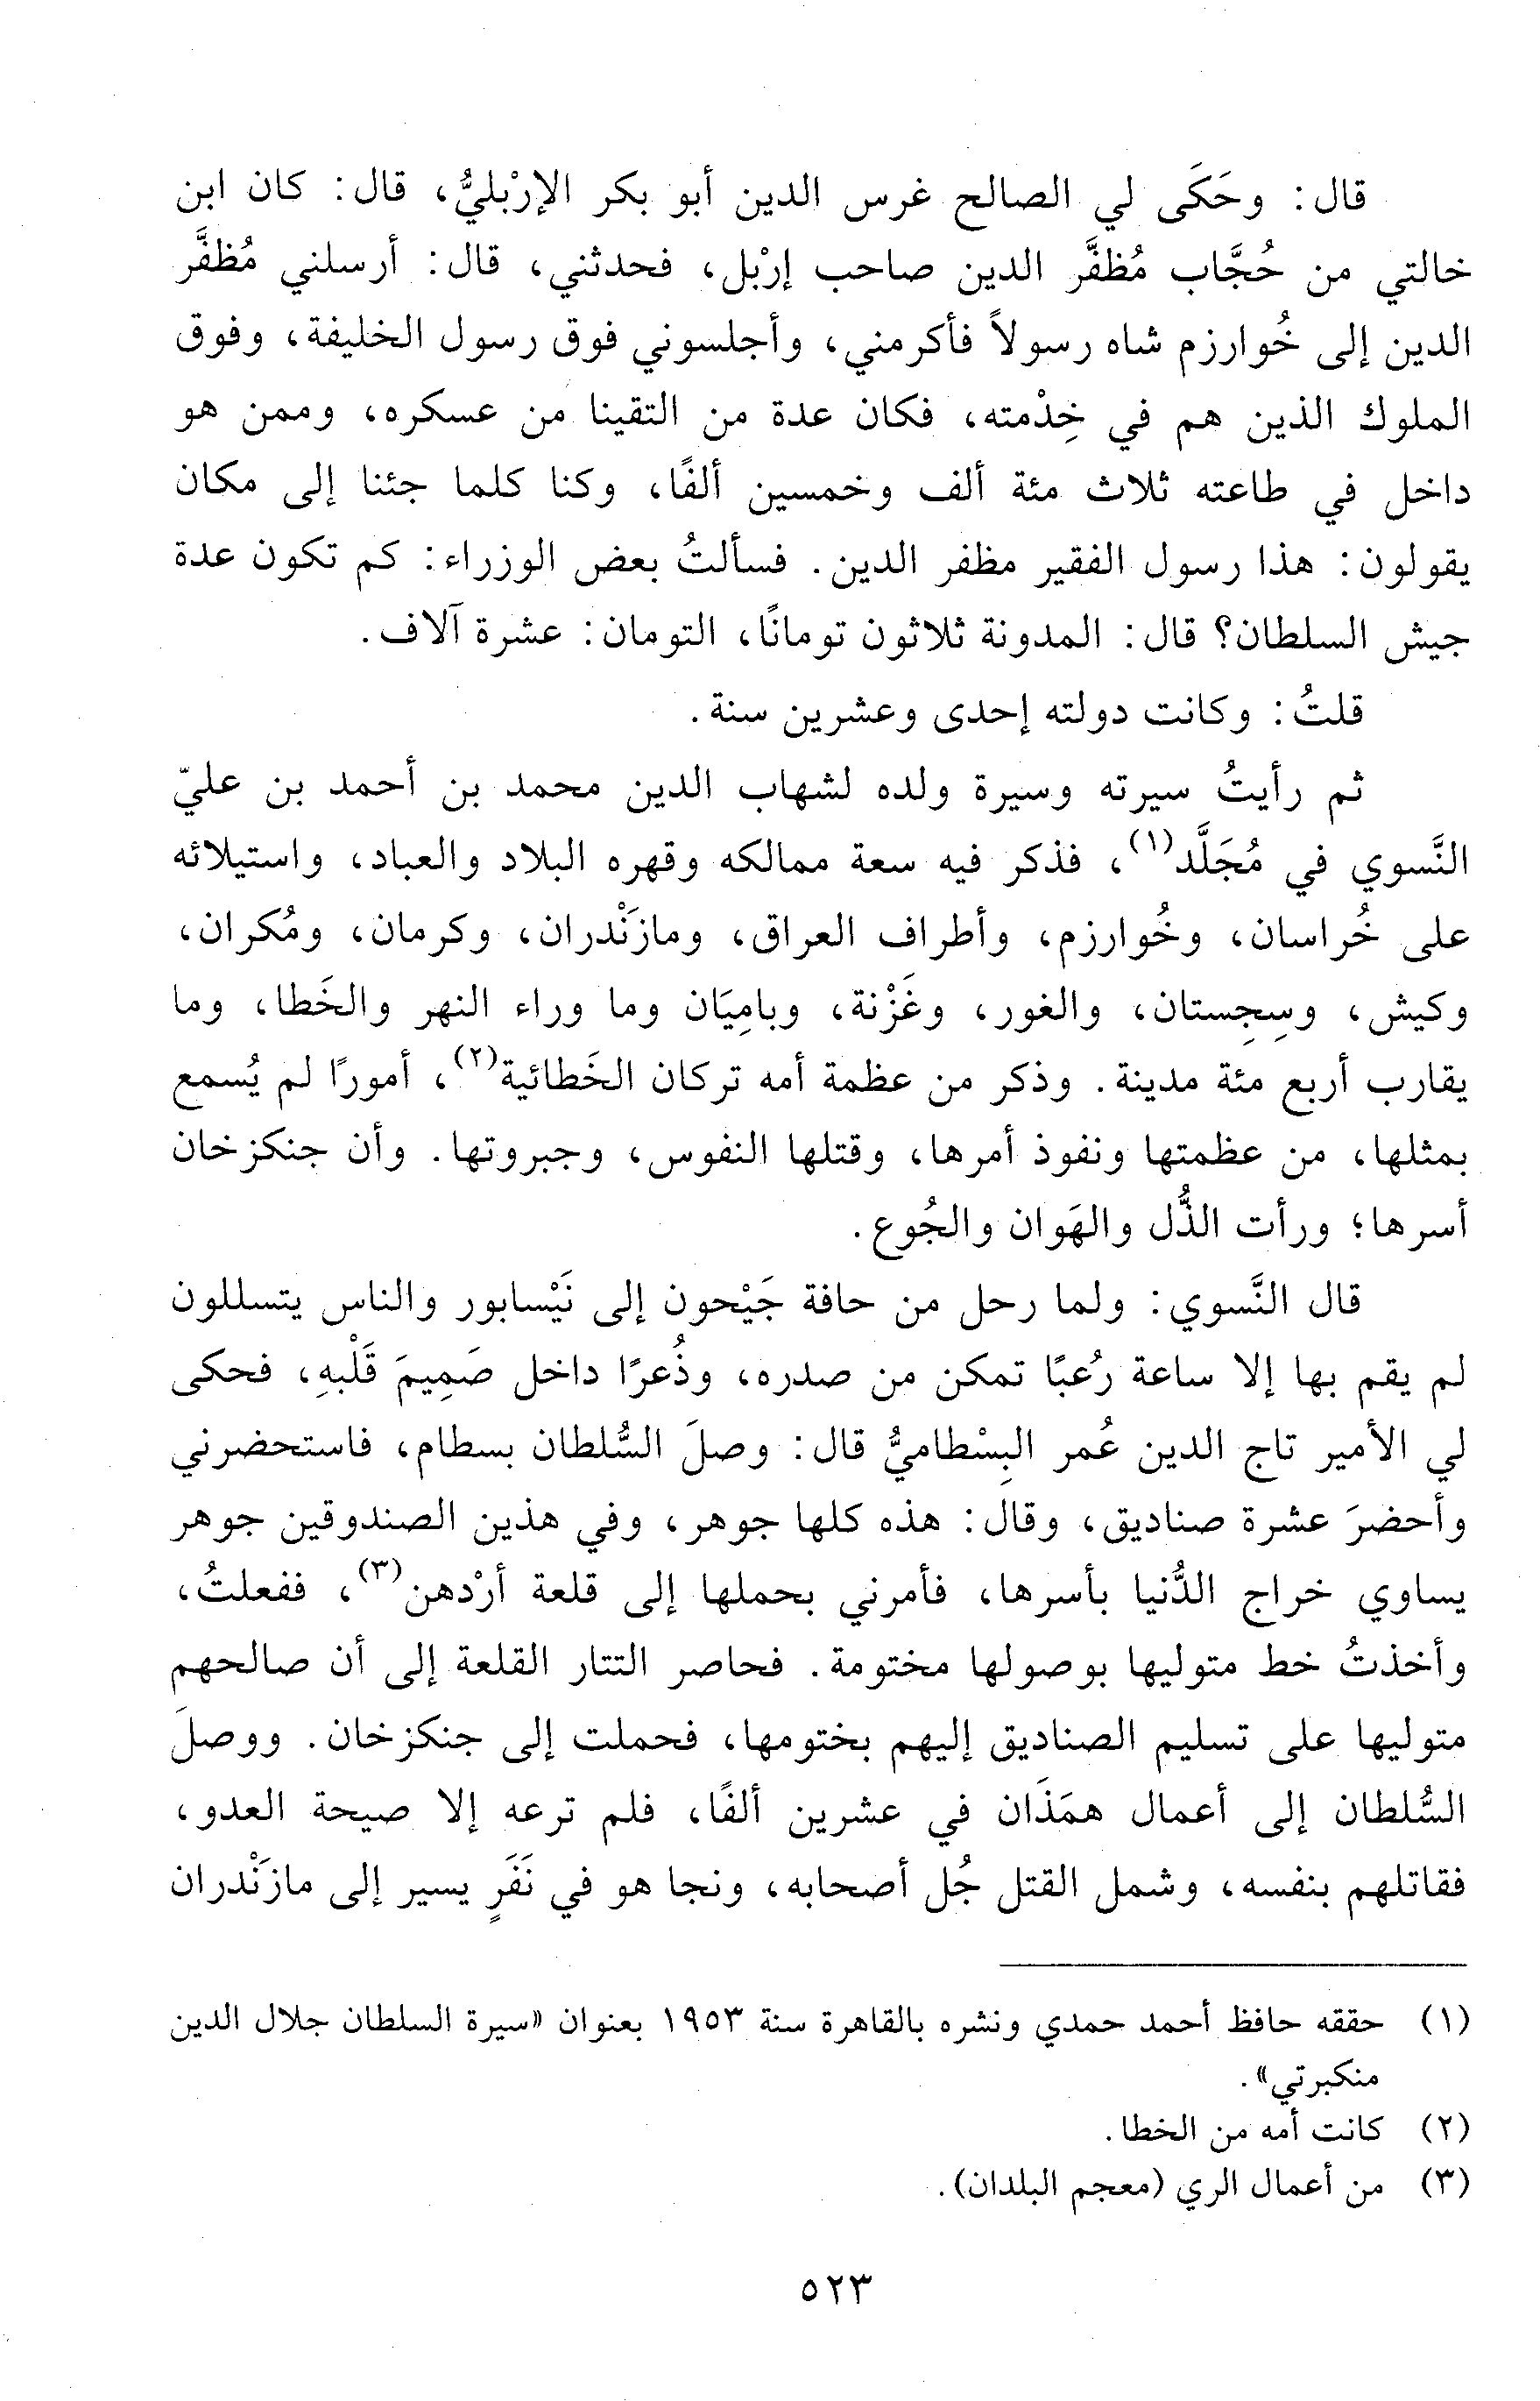 قال: وحَكَى لي الصالح غرس الدين أبو بكر الإرْبليُّ، قال: كان ابن
خالتي من حُجَّاب مُظفَّر الدين صاحب إرْبل، فحدثني، قال: أرسلني مُظفَّر
الدين إلى خُوارزم شاه رسولاً فأكرمني، وأجلسوني فوق رسول الخليفة، وفوق
الملوك الذين هم في خِدْمته، فكان عدة من التقينا من عسكره، وممن هو
داخل في طاعته ثلاث مئة ألف وخمسين ألفًا، وكنا كلما جئنا إلى مكان
يقولون: هذا رسول الفقير مظفر الدين. فسألتُ بعض الوزراء: كم تكون عدة
جيش السلطان؟ قال: المدونة ثلاثون تومانًا، التومان: عشرة آلاف.
قلتُ: وكانت دولته إحدى وعشرين سنة.
ثم رأيتُ سيرته وسيرة ولده لشهاب الدين محمد بن أحمد بن عليّ
النَّسوي في مُجَلَّد(١)، فذكر فيه سعة ممالكه وقهره البلاد والعباد، واستيلائه
على خُراسان، وخُوارزم، وأطراف العراق، ومازَنْدران، وكرمان، ومُكران،
وكيش، وسِجِستان، والغور، وغَزْنة، وبامِيَان وما وراء النهر والخَطا، وما
يقارب أربع مئة مدينة. وذكر من عظمة أمه تركان الخَطائية(٢)، أمورًا لم يُسمع
بمثلها، من عظمتها ونفوذ أمرها، وقتلها النفوس، وجبروتها. وأن جنكزخان
أسرها؛ ورأت الذُّل والهَوان والجُوع.
قال النَّسوي: ولما رحل من حافة جَيْحون إلى نَيْسابور والناس يتسللون
لم يقم بها إلا ساعة رُعبًا تمكن من صدره، وذُعرًا داخل صَمِيمَ قَلْبهِ، فحكى
لي الأمير تاج الدين عُمر البِسْطاميُّ قال: وصلَ السُّلطان بسطام، فاستحضرني
وأحضرَ عشرة صناديق، وقال: هذه كلها جوهر، وفي هذين الصندوقين جوهر
يساوي خراج الدُّنيا بأسرها، فأمرني بحملها إلى قلعة أرْدهن(٣)، ففعلتُ،
وأخذتُ خط متوليها بوصولها مختومة. فحاصر التتار القلعة إلى أن صالحهم
متوليها على تسليم الصناديق إليهم بختومها، فحملت إلى جنكزخان. ووصلَ
السُّلطان إلى أعمال همَذَان في عشرين ألفًا، فلم ترعه إلا صيحة العدو،
فقاتلهم بنفسه، وشمل القتل جُل أصحابه، ونجا هو في نَفَرٍ يسير إلى مازَنْدران
(١) حققه حافظ أحمد حمدي ونشره بالقاهرة سنة ١٩٥٣ بعنوان «سيرة السلطان جلال الدين
منكبرتي».
(٢) كانت أمه من الخطا.
(٣) من أعمال الري (معجم البلدان).
٥٢٣